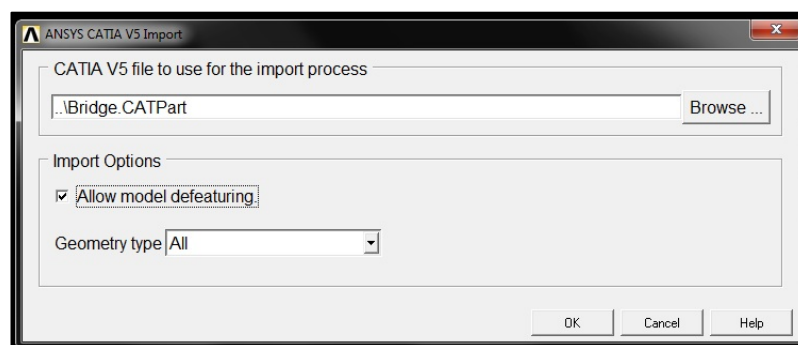 ANSYS CATIA V5 Import
CATIA V5 file to use for the import process
..\Bridge.CATPart
Browse ...
Import Options
Allow model defeaturing.
Geometry type All
OK Cancel Help